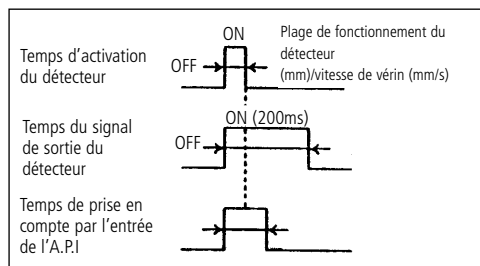 ON
Plage de fonctionnement du
détecteur
(mm)/vitesse de vérin (mm/s)
Temps d'activation
du détecteur
OFF
ON (200ms)
Temps du signal
de sortie du
détecteur
OFF
Temps de prise en
compte par l'entrée
de l'A.P.I